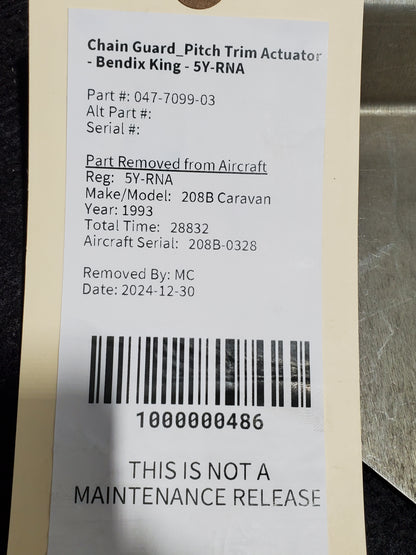 Chain Guard_Pitch Trim Actuator
- Bendix King - 5Y-RNA
Part #: 047-7099-03
Alt Part #:
Serial #:
Part Removed from Aircraft
Reg: 5Y-RNA
Make/Model: 208B Caravan
Year: 1993
Total Time: 28832
Aircraft Serial: 208B-0328
Removed By: MC
Date: 2024-12-30
1000000486
THIS IS NOT A
MAINTENANCE RELEASE